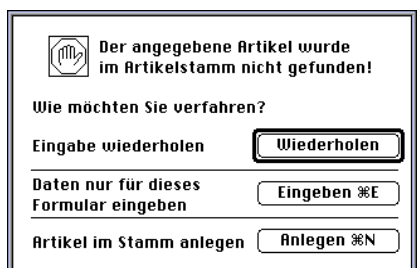 Der angegebene Artikel wurde
im Artikelstamm nicht gefunden!
Wie möchten Sie verfahren?
Eingabe wiederholen Wiederholen
Daten nur für dieses
Formular eingeben Eingeben ⌘E
Artikel im Stamm anlegen Anlegen ⌘N